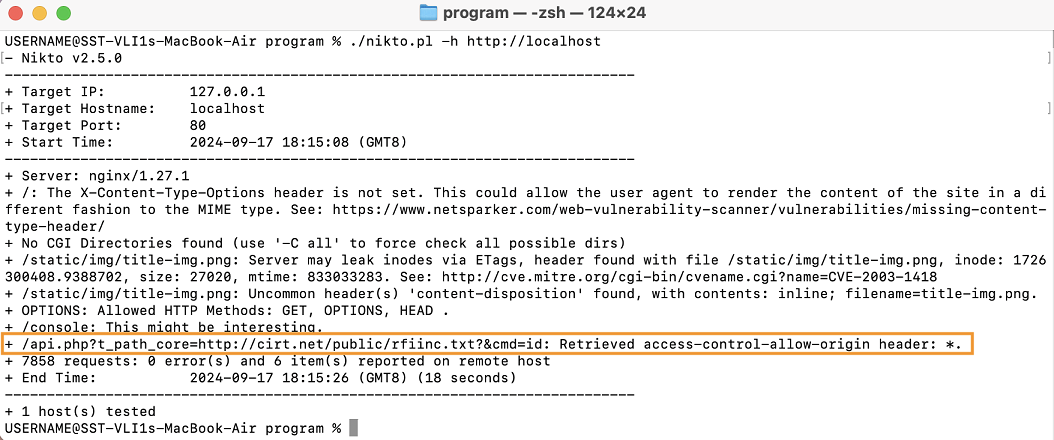 program — -zsh — 124×24
USERNAME@SST-VLI1s-MacBook-Air program % ./nikto.pl -h http://localhost
- Nikto v2.5.0
---------------------------------------------------------------------------
+ Target IP:          127.0.0.1
+ Target Hostname:    localhost
+ Target Port:        80
+ Start Time:         2024-09-17 18:15:08 (GMT8)
---------------------------------------------------------------------------
+ Server: nginx/1.27.1
+ /: The X-Content-Type-Options header is not set. This could allow the user agent to render the content of the site in a di
fferent fashion to the MIME type. See: https://www.netsparker.com/web-vulnerability-scanner/vulnerabilities/missing-content-
type-header/
+ No CGI Directories found (use '-C all' to force check all possible dirs)
+ /static/img/title-img.png: Server may leak inodes via ETags, header found with file /static/img/title-img.png, inode: 1726
300408.9388702, size: 27020, mtime: 833033283. See: http://cve.mitre.org/cgi-bin/cvename.cgi?name=CVE-2003-1418
+ /static/img/title-img.png: Uncommon header(s) 'content-disposition' found, with contents: inline; filename=title-img.png.
+ OPTIONS: Allowed HTTP Methods: GET, OPTIONS, HEAD .
+ /console: This might be interesting.
+ /api.php?t_path_core=http://cirt.net/public/rfiinc.txt?&cmd=id: Retrieved access-control-allow-origin header: *.
+ 7858 requests: 0 error(s) and 6 item(s) reported on remote host
+ End Time:           2024-09-17 18:15:26 (GMT8) (18 seconds)
---------------------------------------------------------------------------
+ 1 host(s) tested
USERNAME@SST-VLI1s-MacBook-Air program %